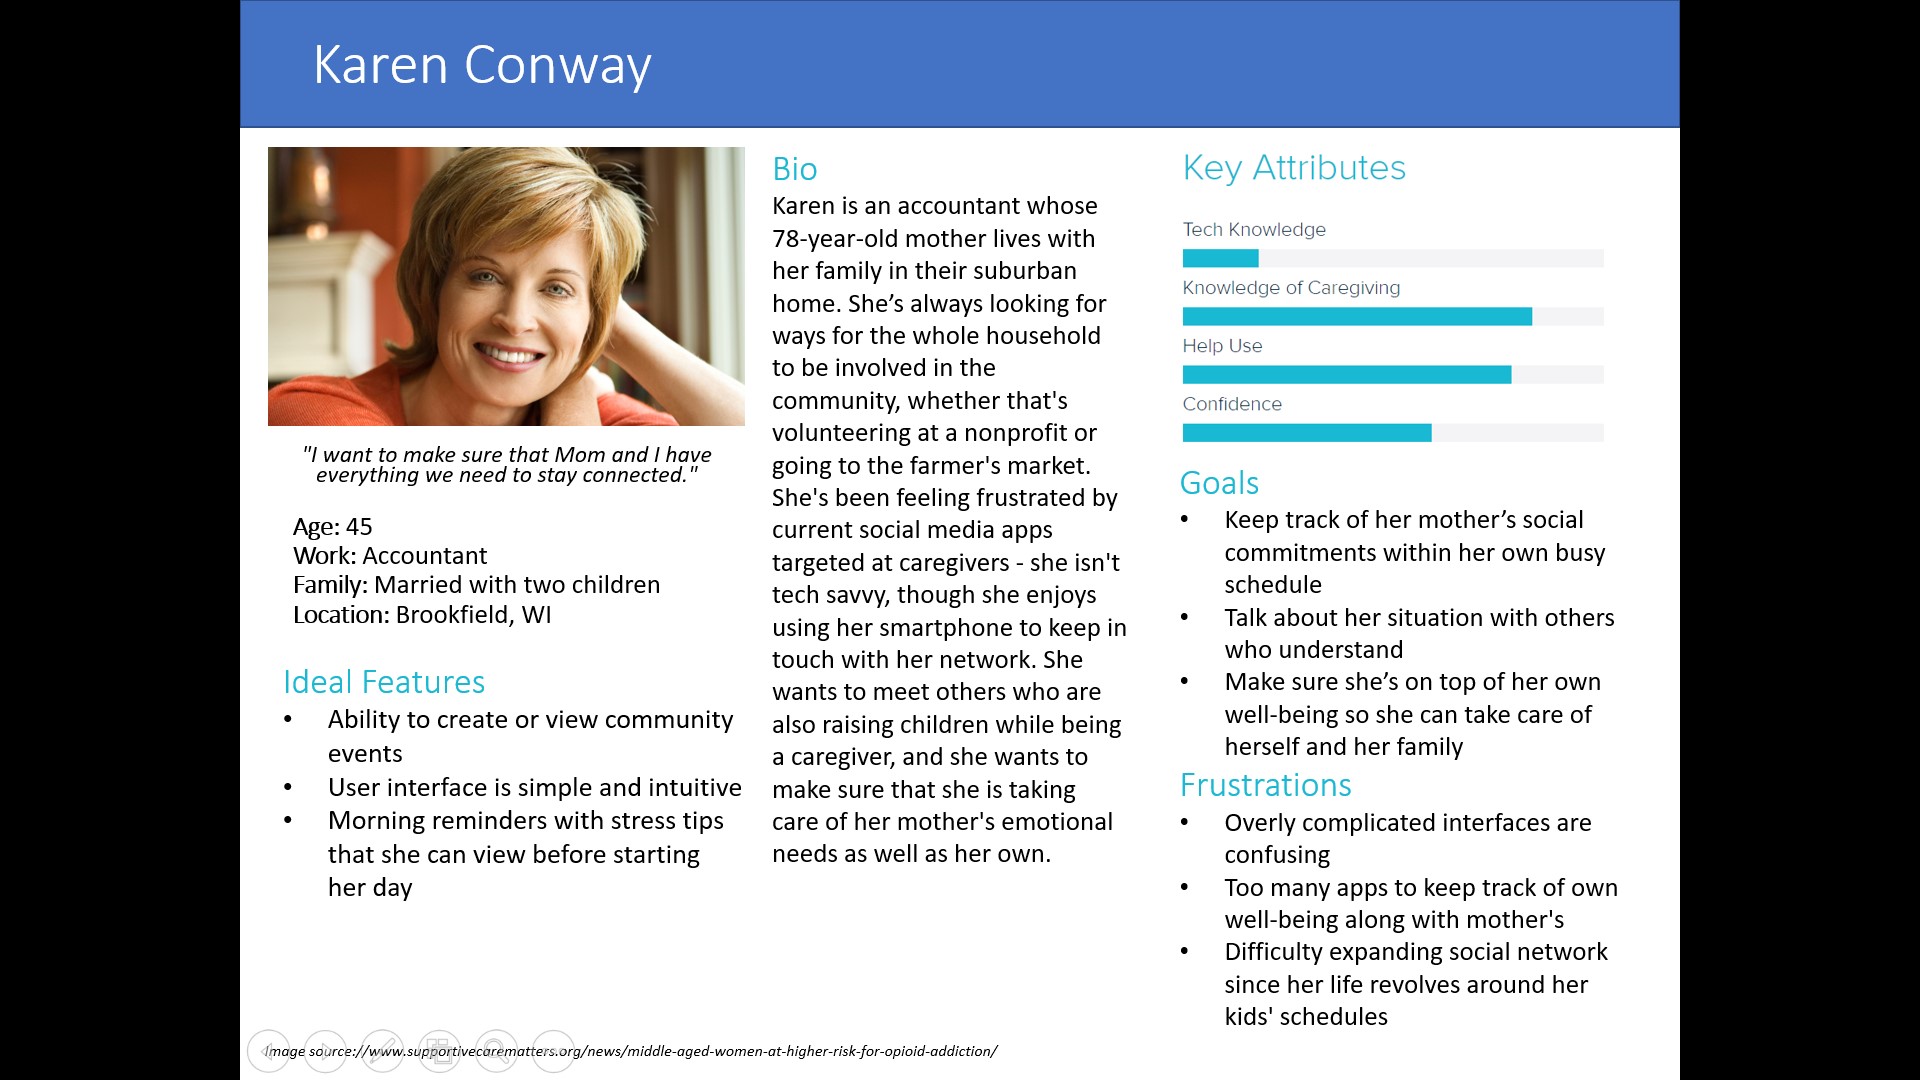 Karen Conway
"I want to make sure that Mom and I have
everything we need to stay connected."
Age: 45
Work: Accountant
Family: Married with two children
Location: Brookfield, WI
Ideal Features
• Ability to create or view community
events
• User interface is simple and intuitive
• Morning reminders with stress tips
that she can view before starting
her day
Bio
Karen is an accountant whose
78-year-old mother lives with
her family in their suburban
home. She’s always looking for
ways for the whole household
to be involved in the
community, whether that's
volunteering at a nonprofit or
going to the farmer's market.
She's been feeling frustrated by
current social media apps
targeted at caregivers - she isn't
tech savvy, though she enjoys
using her smartphone to keep in
touch with her network. She
wants to meet others who are
also raising children while being
a caregiver, and she wants to
make sure that she is taking
care of her mother's emotional
needs as well as her own.
Key Attributes
Tech Knowledge
Knowledge of Caregiving
Help Use
Confidence
Goals
• Keep track of her mother’s social
commitments within her own busy
schedule
• Talk about her situation with others
who understand
• Make sure she’s on top of her own
well-being so she can take care of
herself and her family
Frustrations
• Overly complicated interfaces are
confusing
• Too many apps to keep track of own
well-being along with mother's
• Difficulty expanding social network
since her life revolves around her
kids' schedules
Image source://www.supportivecarematters.org/news/middle-aged-women-at-higher-risk-for-opioid-addiction/